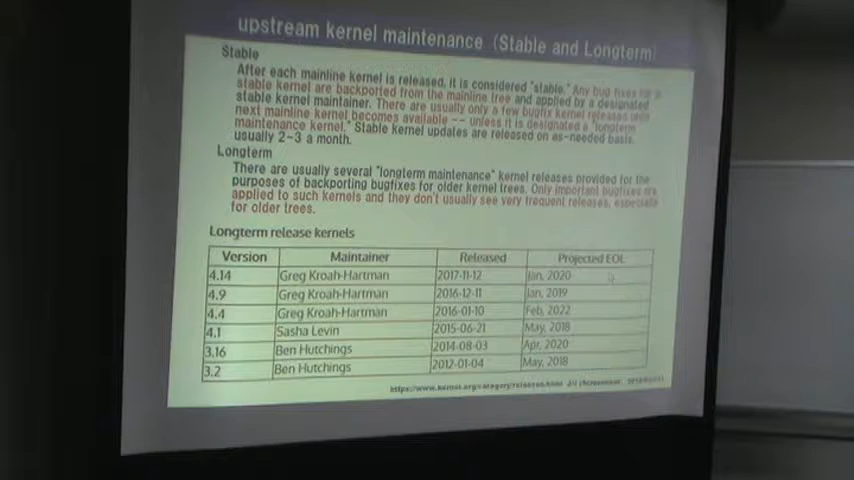 upstream kernel maintenance (Stable and Longterm)
Stable
After each mainline kernel is released, it is considered "stable." Any bug fixes for a
stable kernel are backported from the mainline tree and applied by a designated
stable kernel maintainer. There are usually only a few bugfix kernel releases until
next mainline kernel becomes available -- unless it is designated a "longterm
maintenance kernel." Stable kernel updates are released on as-needed basis,
usually 2-3 a month.
Longterm
There are usually several "longterm maintenance" kernel releases provided for the
purposes of backporting bugfixes for older kernel trees. Only important bugfixes are
applied to such kernels and they don't usually see very frequent releases, especially
for older trees.
Longterm release kernels
Version Maintainer Released Projected EOL
4.14 Greg Kroah-Hartman 2017-11-12 Jan, 2020
4.9 Greg Kroah-Hartman 2016-12-11 Jan, 2019
4.4 Greg Kroah-Hartman 2016-01-10 Feb, 2022
4.1 Sasha Levin 2015-06-21 May, 2018
3.16 Ben Hutchings 2014-08-03 Apr, 2020
3.2 Ben Hutchings 2012-01-04 May, 2018
https://www.kernel.org/category/releases.html